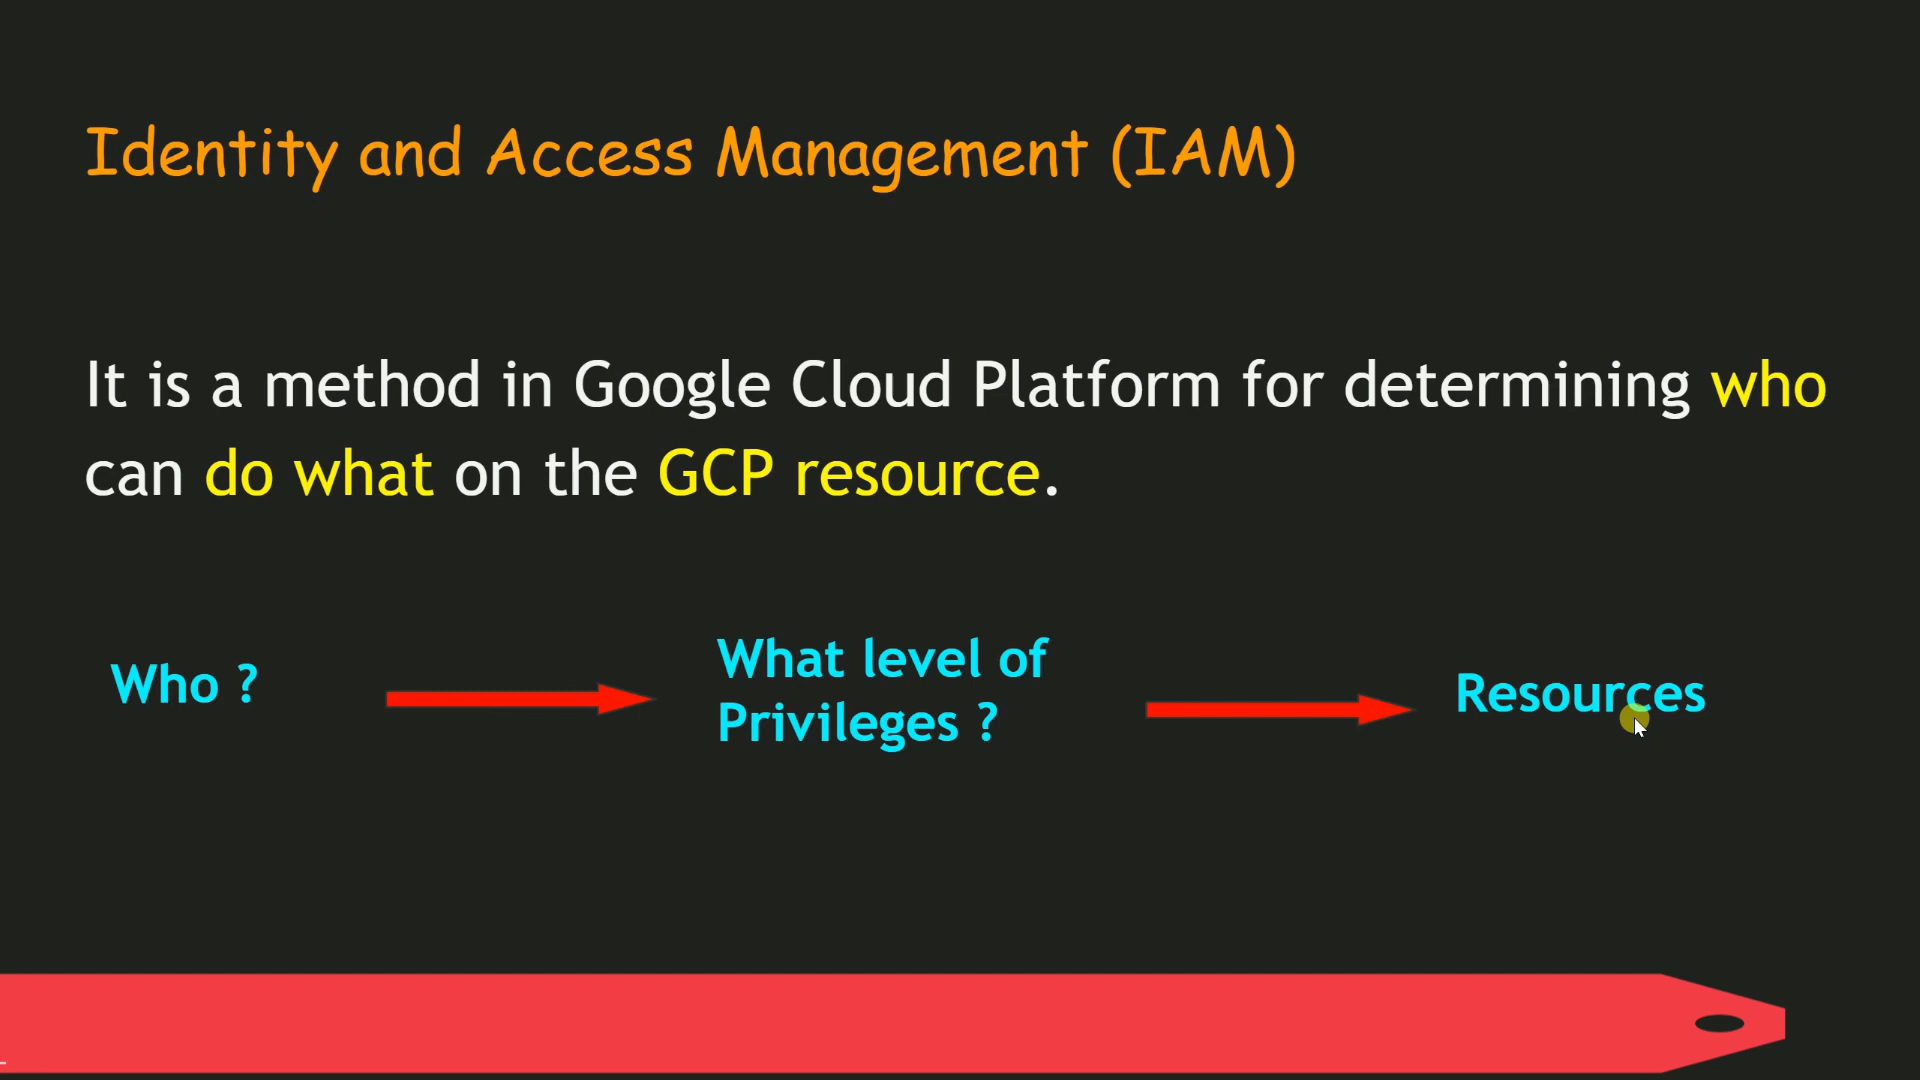 Identity and Access Management (IAM)
It is a method in Google Cloud Platform for determining who
can do what on the GCP resource.
Who ?
What level of
Privileges ?
Resources